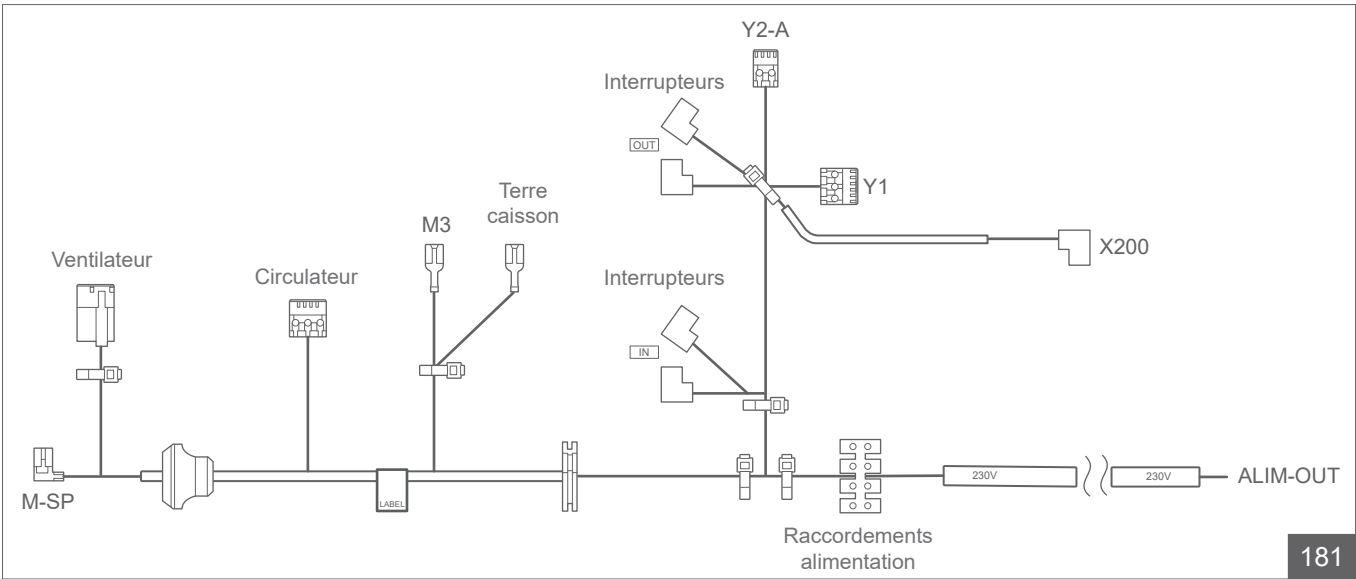 Y2-A
Interrupteurs
OUT
Y1
Terre
caisson
M3
X200
Ventilateur
Circulateur
Interrupteurs
IN
M-SP
LABEL
230V
230V
ALIM-OUT
Raccordements
alimentation
181